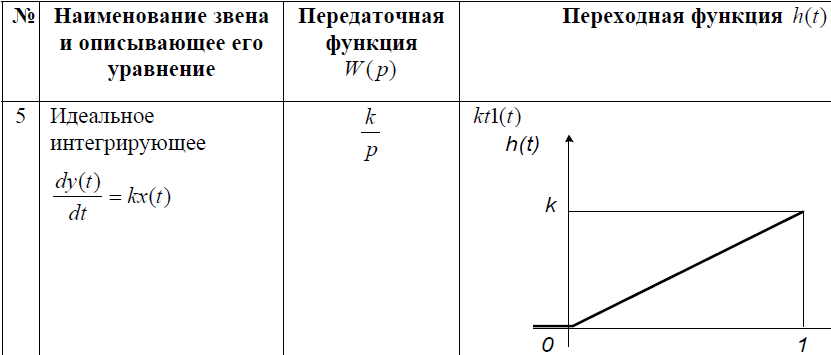 №
Наименование звена
и описывающее его
уравнение
Передаточная
функция
W(p)
Переходная функция h(t)
5
Идеальное
интегрирующее
dy(t)/dt = kx(t)
k/p
kt1(t)
h(t)
k
0
1